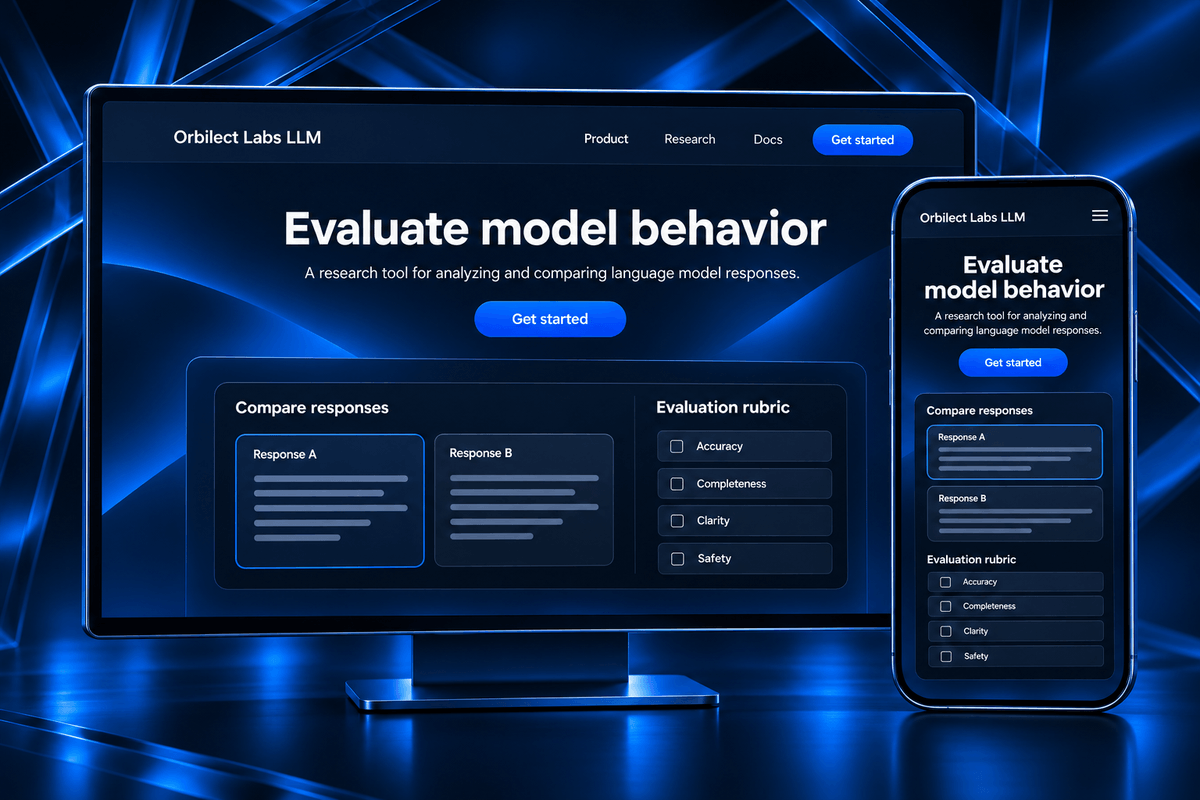 Orbilect Labs LLM
Product
Research
Docs
Get started
Evaluate model behavior
A research tool for analyzing and comparing language model responses.
Get started
Compare responses
Response A
Response B
Evaluation rubric
Accuracy
Completeness
Clarity
Safety
Orbilect Labs LLM
Evaluate
model behavior
A research tool for analyzing and
comparing language model responses.
Get started
Compare responses
Response A
Response B
Evaluation rubric
Accuracy
Completeness
Clarity
Safety